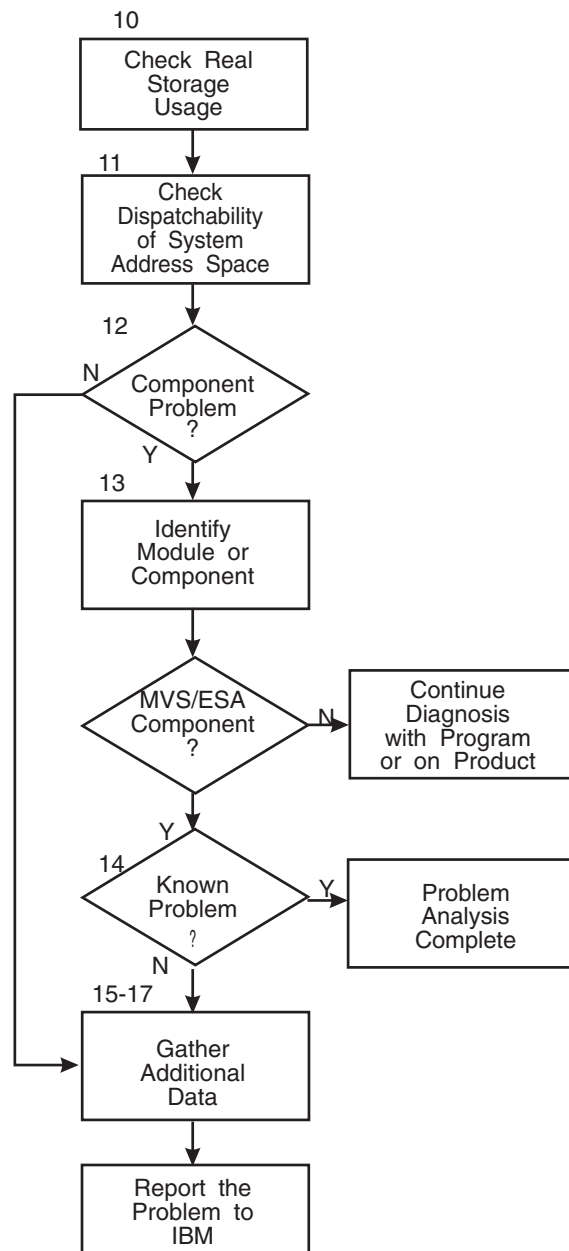 10
Check Real
Storage
Usage
11
Check
Dispatchability
of System
Address Space
12
N
Component
Problem
?
Y
13
Identify
Module or
Component
MVS/ESA
Component
?
N
Continue
Diagnosis
with Program
or on Product
Y
14
Known
Problem
?
Y
Problem
Analysis
Complete
N
15-17
Gather
Additional
Data
Report the
Problem to
IBM